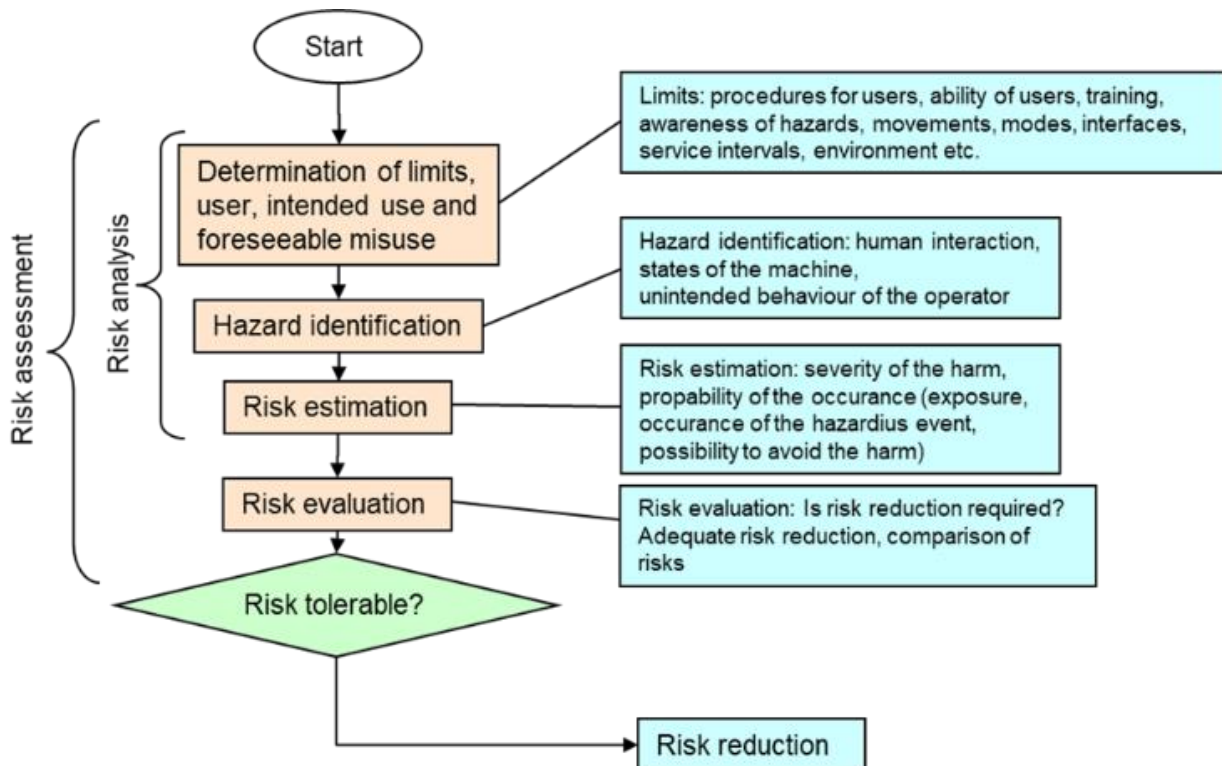 Start
Limits: procedures for users, ability of users, training,
awareness of hazards, movements, modes, interfaces,
service intervals, environment etc.
Determination of limits,
user, intended use and
foreseeable misuse
Hazard identification: human interaction,
states of the machine,
unintended behaviour of the operator
Hazard identification
Risk assessment
Risk analysis
Risk estimation: severity of the harm,
propability of the occurance (exposure,
occurance of the hazardius event,
possibility to avoid the harm)
Risk estimation
Risk evaluation
Risk evaluation: Is risk reduction required?
Adequate risk reduction, comparison of
risks
Risk tolerable?
Risk reduction